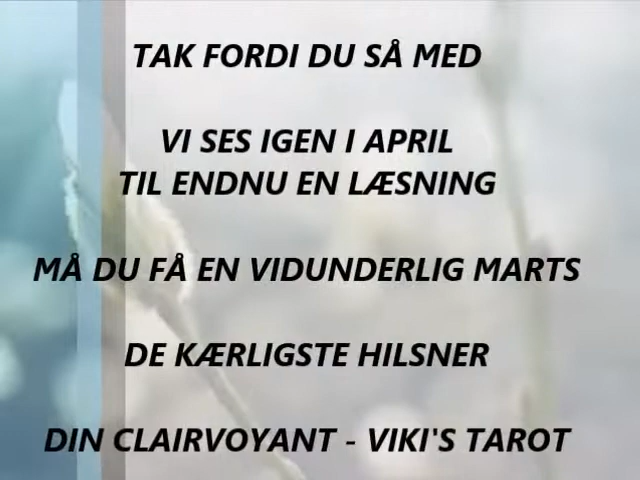 TAK FORDI DU SÅ MED
VI SES IGEN I APRIL
TIL ENDNU EN LÆSNING
MÅ DU FÅ EN VIDUNDERLIG MARTS
DE KÆRLIGSTE HILSNER
DIN CLAIRVOYANT - VIKI'S TAROT